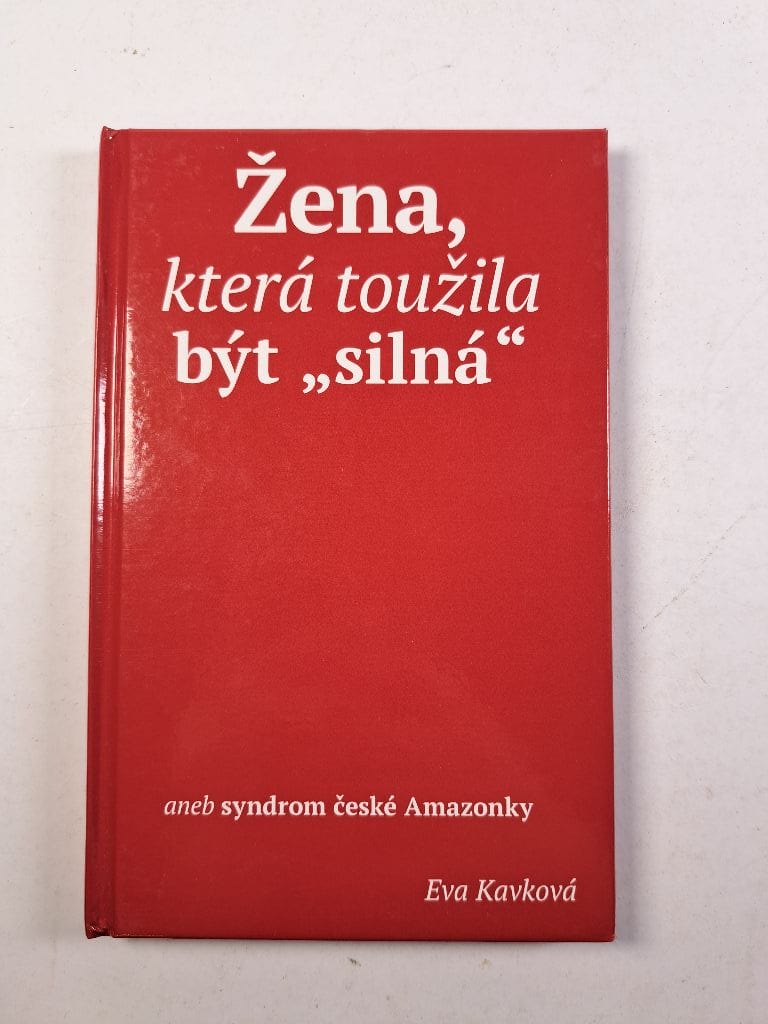 Žena,
která toužila
být „silná“
aneb syndrom české Amazonky
Eva Kavková